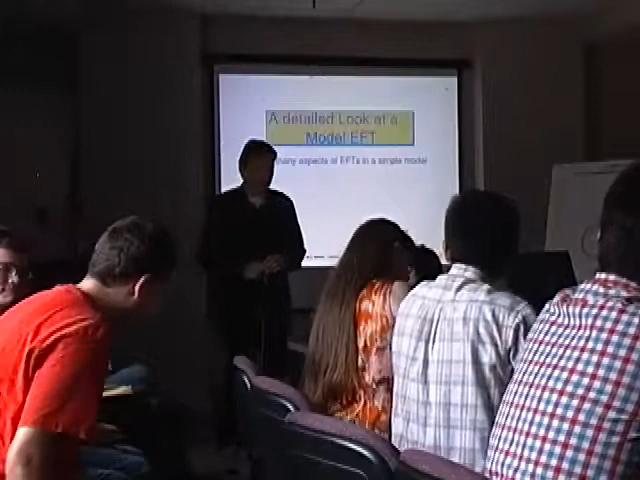 A detailed Look at a
Model EFT
many aspects of EFTs in a simple model